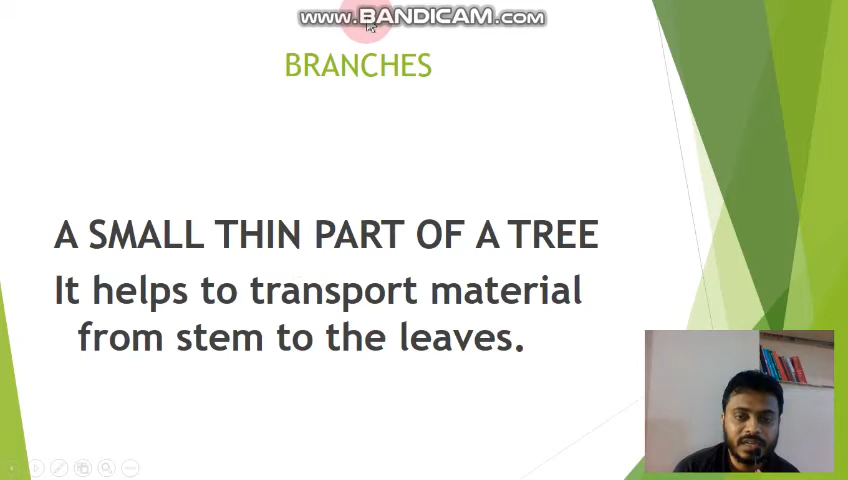 www.BANDICAM.com
BRANCHES
A SMALL THIN PART OF A TREE
It helps to transport material
from stem to the leaves.